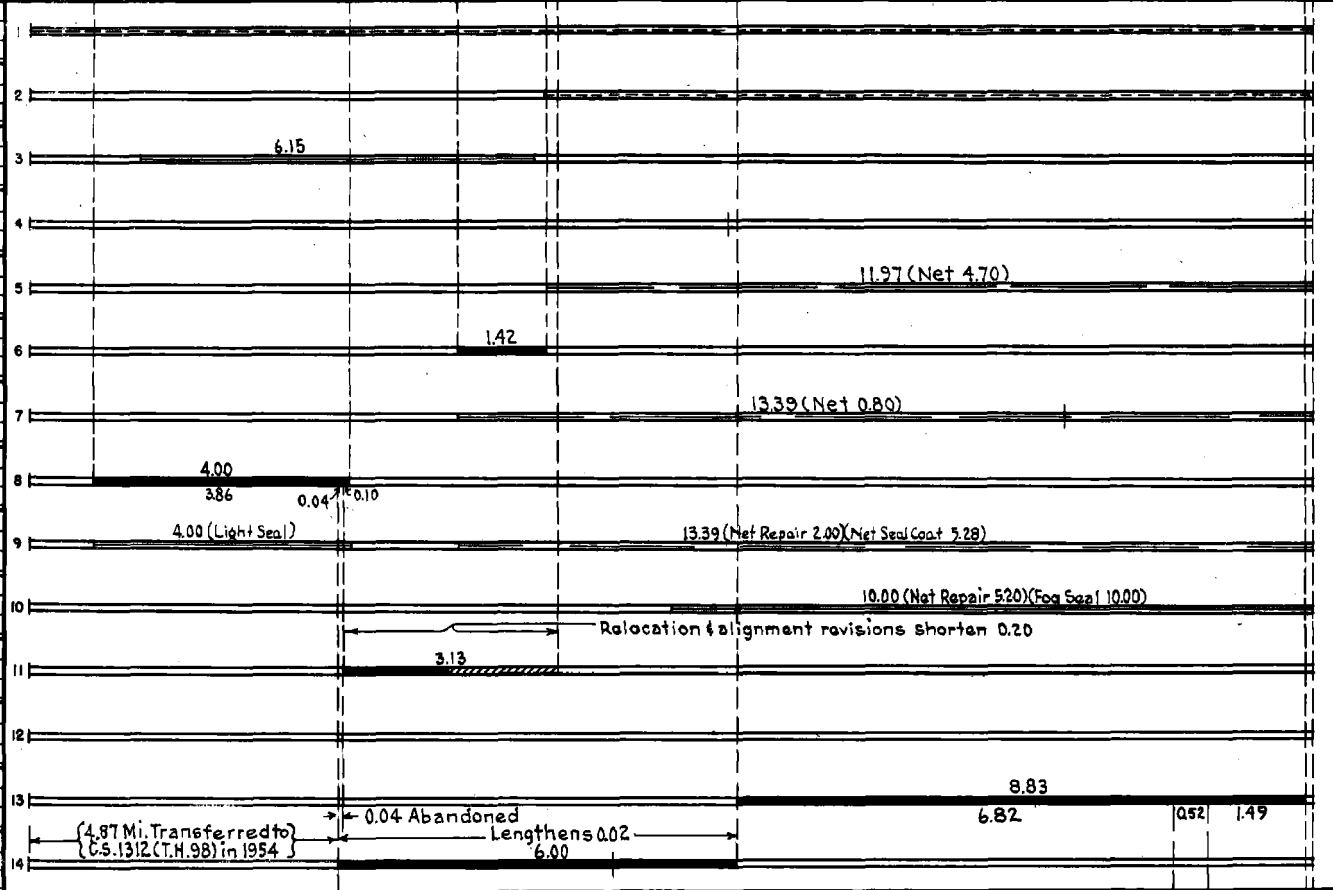 1
2
6.15
3
4
11.97 (Net 4.70)
5
1.42
6
13.39 (Net 0.80)
7
4.00
8
3.86 0.04 0.10
4.00 (Light Seal) 13.39 (Net Repair 2.00)(Net Seal Coat 5.28)
9
10.00 (Net Repair 5.20)(Fog Seal 10.00)
10
Relocation & alignment revisions shorten 0.20
3.13
11
12
8.83
13
0.04 Abandoned 6.82 0.52 1.49
{4.87 Mi. Transferred to} Lengthens 0.02
{C.S. 1312 (T.H. 98) in 1954} 6.00
14